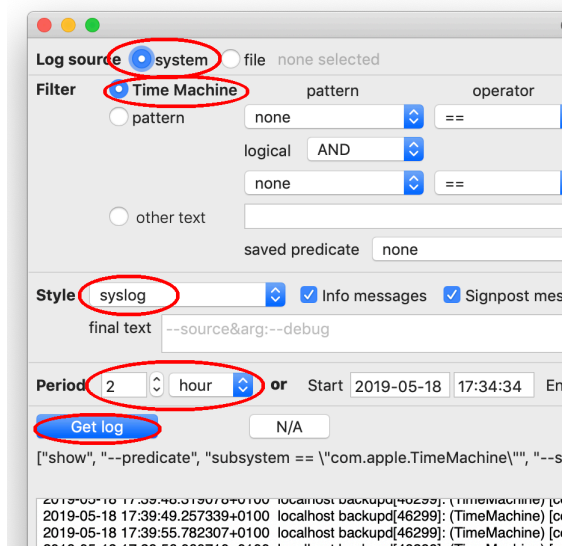 Log source system file none selected
Filter Time Machine pattern operator
pattern none ==
logical AND
none ==
other text
saved predicate none
Style syslog Info messages Signpost mes
final text --source&arg:--debug
Period 2 hour or Start 2019-05-18 17:34:34 En
Get log N/A
["show", "--predicate", "subsystem == \"com.apple.TimeMachine\"", "--s
2019-05-18 17:39:48.319078+0100 localhost backupd[46299]: (TimeMachine) [c
2019-05-18 17:39:49.257339+0100 localhost backupd[46299]: (TimeMachine) [co
2019-05-18 17:39:55.782307+0100 localhost backupd[46299]: (TimeMachine) [co